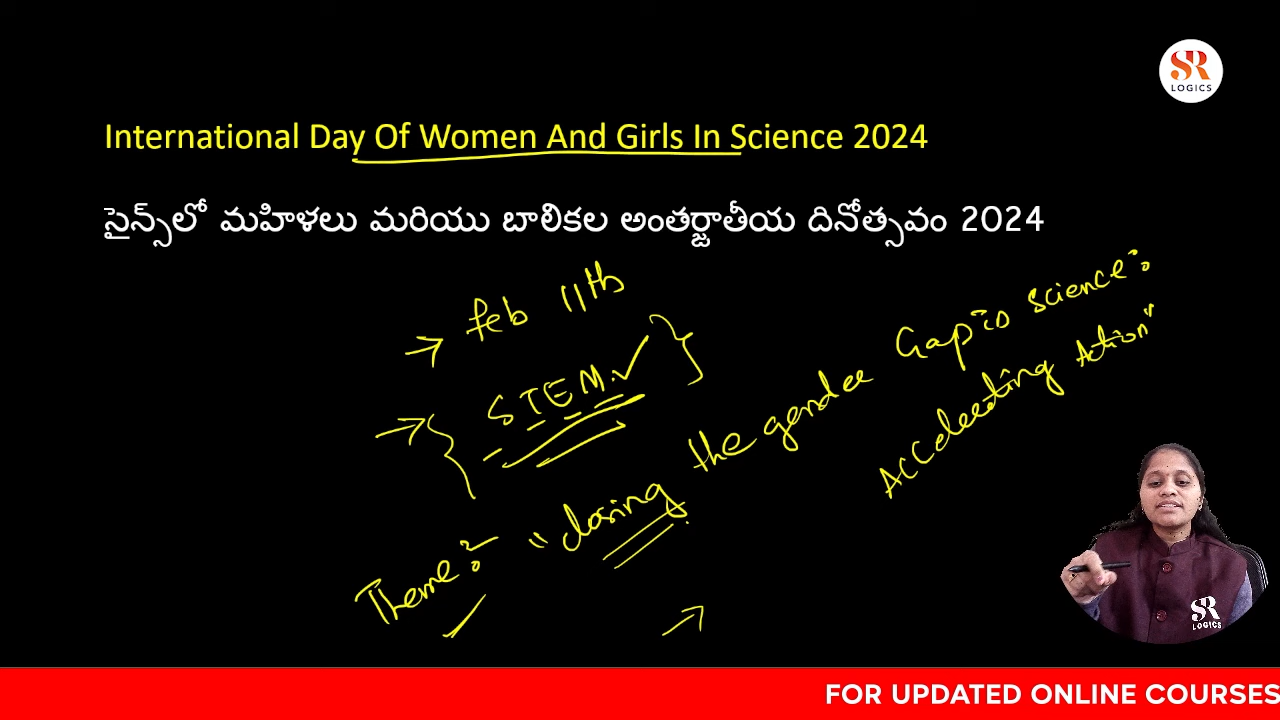 SR
LOGICS
International Day Of Women And Girls In Science 2024
సైన్స్‌లో మహిళలు మరియు బాలికల అంతర్జాతీయ దినోత్సవం 2024
→ feb 11th
→ { STEM. ✓ }
Theme: "closing the gender Gap in science:
Accelerating Action"
→
SR
LOGICS
FOR UPDATED ONLINE COURSES